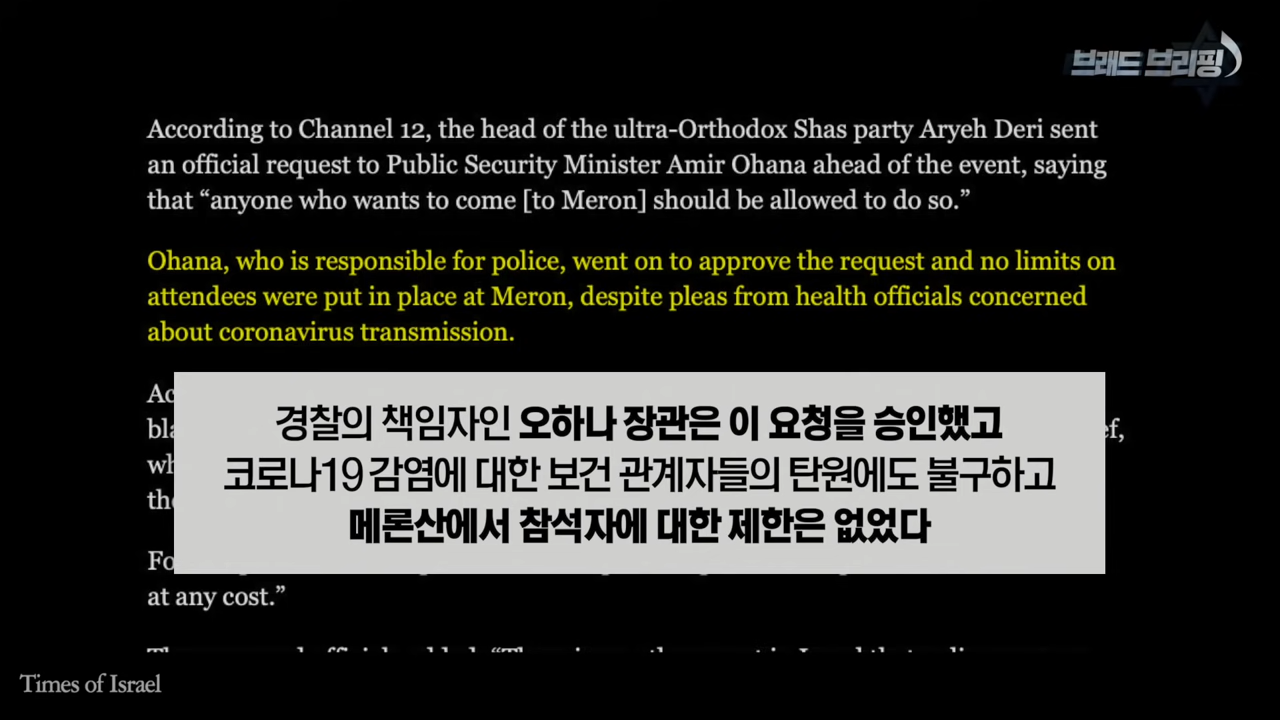 브래드 브리핑
According to Channel 12, the head of the ultra-Orthodox Shas party Aryeh Deri sent
an official request to Public Security Minister Amir Ohana ahead of the event, saying
that “anyone who wants to come [to Meron] should be allowed to do so.”
Ohana, who is responsible for police, went on to approve the request and no limits on
attendees were put in place at Meron, despite pleas from health officials concerned
about coronavirus transmission.
경찰의 책임자인 오하나 장관은 이 요청을 승인했고
코로나19 감염에 대한 보건 관계자들의 탄원에도 불구하고
메론산에서 참석자에 대한 제한은 없었다
at any cost.”
Times of Israel